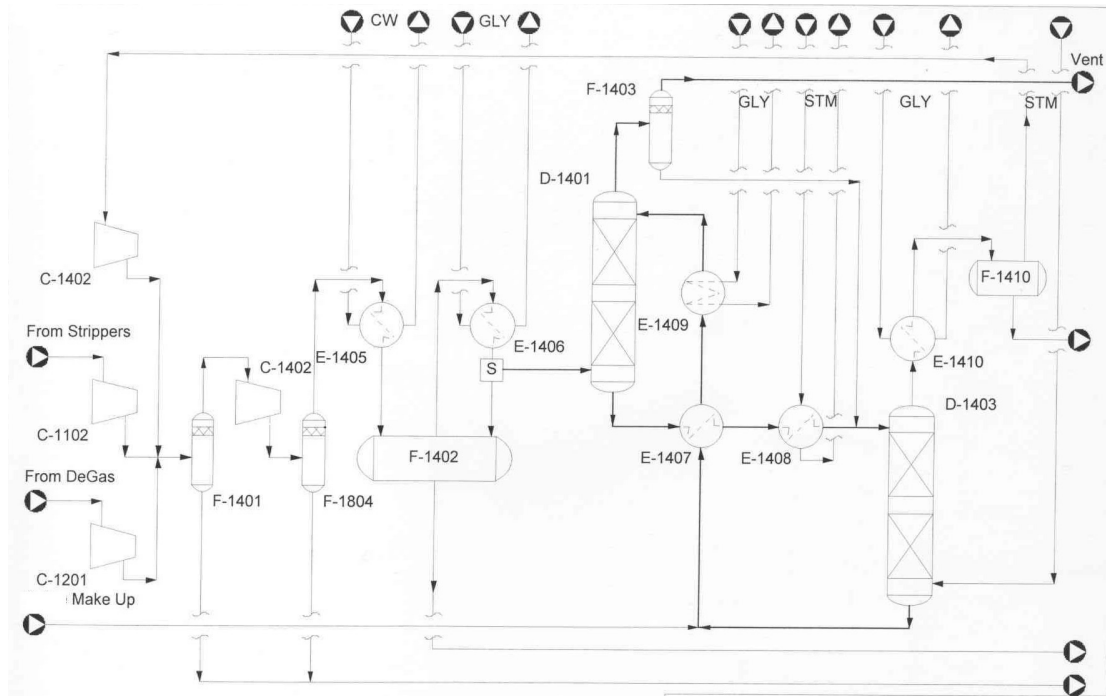 CW
GLY
Vent
F-1403
GLY
STM
GLY
STM
D-1401
C-1402
F-1410
From Strippers
E-1409
E-1405
C-1402
E-1406
E-1410
S
D-1403
C-1102
F-1402
E-1407
E-1408
From DeGas
F-1401
F-1804
C-1201
Make Up